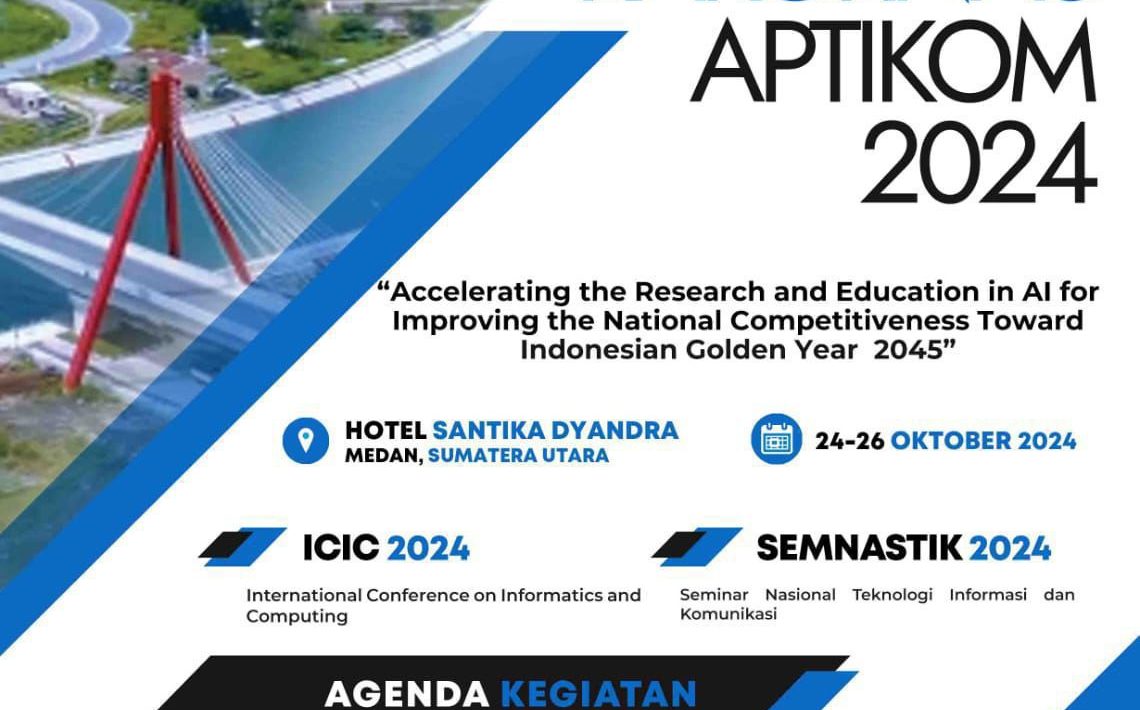 APTIKOM
2024
“Accelerating the Research and Education in AI for
Improving the National Competitiveness Toward
Indonesian Golden Year 2045”
HOTEL SANTIKA DYANDRA
MEDAN, SUMATERA UTARA
24-26 OKTOBER 2024
ICIC 2024
International Conference on Informatics and
Computing
SEMNASTIK 2024
Seminar Nasional Teknologi Informasi dan
Komunikasi
AGENDA KEGIATAN